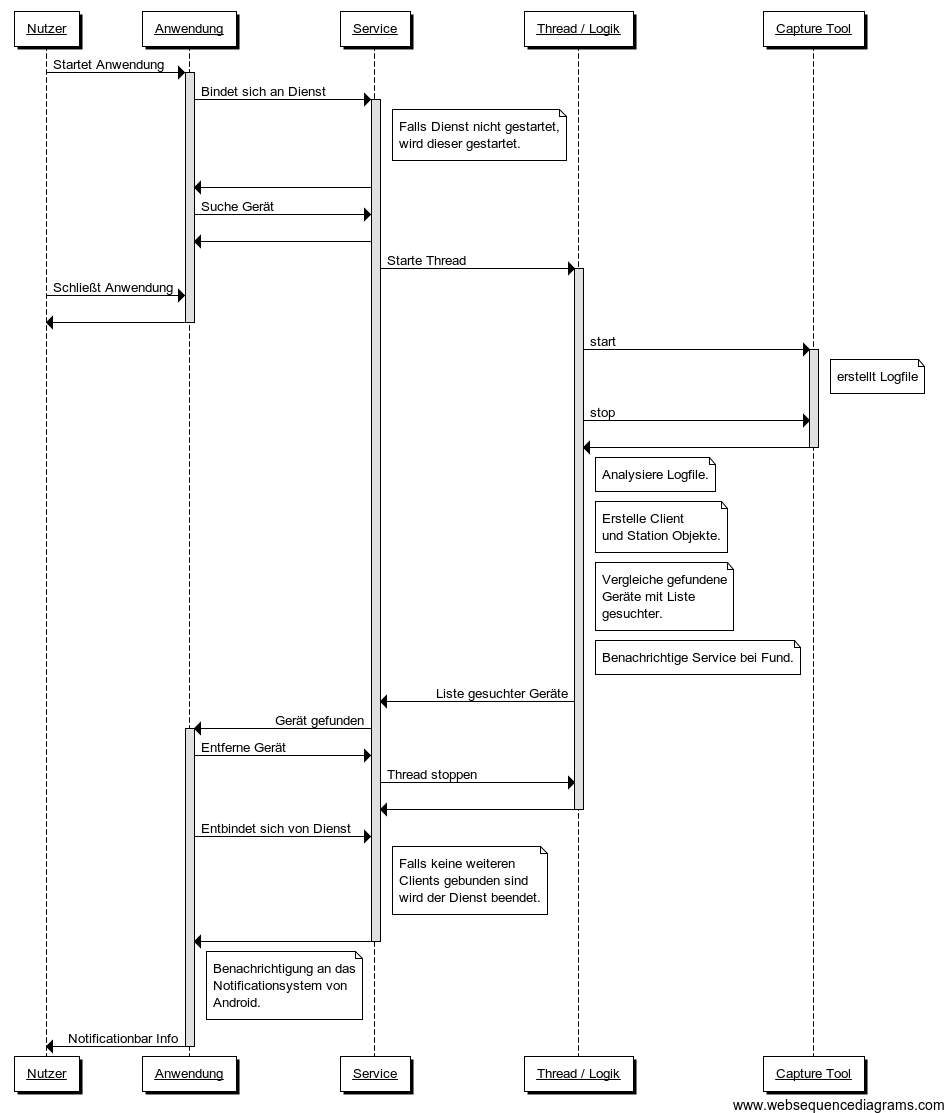 Nutzer
Anwendung
Service
Thread / Logik
Capture Tool
Startet Anwendung
Bindet sich an Dienst
Falls Dienst nicht gestartet,
wird dieser gestartet.
Suche Gerät
Starte Thread
Schließt Anwendung
start
erstellt Logfile
stop
Analysiere Logfile.
Erstelle Client
und Station Objekte.
Vergleiche gefundene
Geräte mit Liste
gesuchter.
Benachrichtige Service bei Fund.
Liste gesuchter Geräte
Gerät gefunden
Entferne Gerät
Thread stoppen
Entbindet sich von Dienst
Falls keine weiteren
Clients gebunden sind
wird der Dienst beendet.
Benachrichtigung an das
Notificationsystem von
Android.
Notificationbar Info
Nutzer
Anwendung
Service
Thread / Logik
Capture Tool
www.websequencediagrams.com